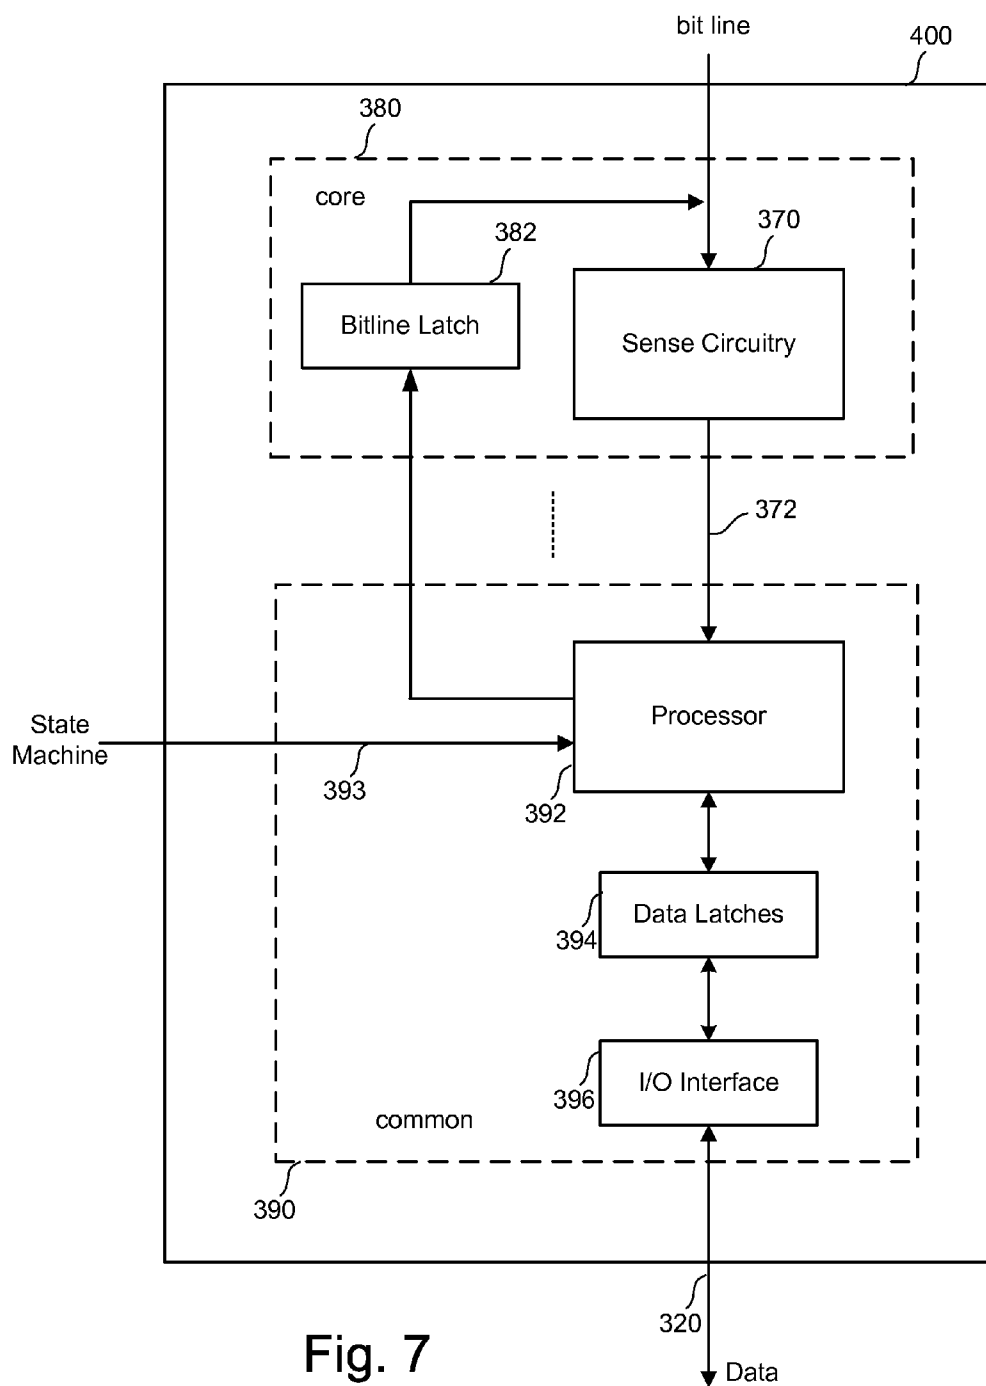 bit line
400
380
core
382
370
Bitline Latch
Sense Circuitry
372
Processor
State
Machine
393
392
Data Latches
394
I/O Interface
396
common
390
320
Fig. 7
Data